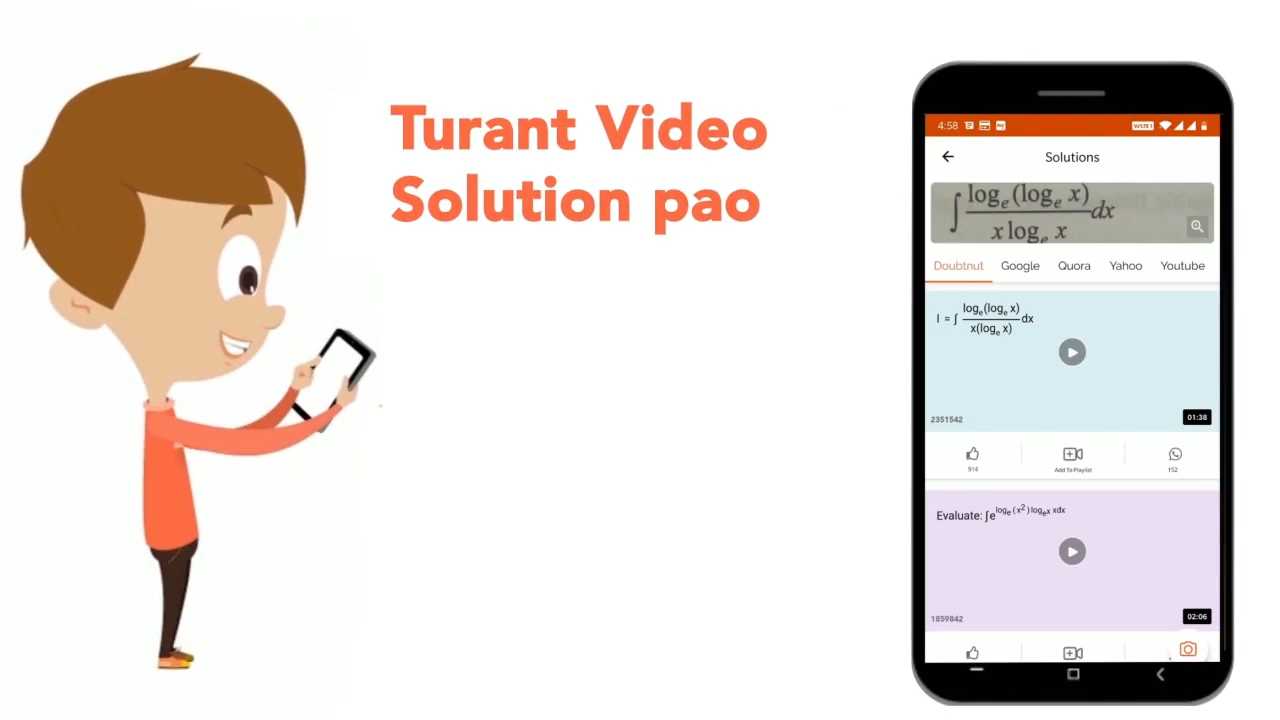 Turant Video
Solution pao
4:58
VoLTE1
Solutions
∫ logₑ(logₑ x) / x logₑ x dx
Doubtnut Google Quora Yahoo Youtube
I = ∫ logₑ(logₑ x) / x(logₑ x) dx
2351542 01:38
914 Add To Playlist 152
Evaluate: ∫e^logₑ(x²)logₑx xdx
1859842 02:06